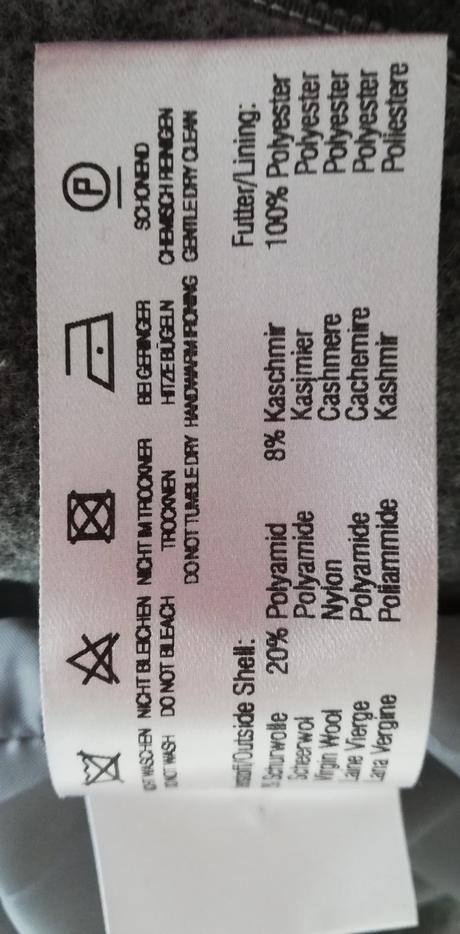 P
WASCHEN NICHT BLEICHEN NICHT IM TROCKNER BEI GERINGER SCHONEND
NOT WASH DO NOT BLEACH TROCKNEN HITZE BÜGELN CHEMISCH REINIGEN
DO NOT TUMBLE DRY HANDWARM IRONING GENTLE DRY CLEAN
/Outside Shell: Futter/Lining:
Schurwolle 20% Polyamid 8% Kaschmir 100% Polyester
Scheerwol Polyamide Kasjmier Polyester
Virgin Wool Nylon Cashmere Polyester
Laine Vierge Polyamide Cachemire Polyester
Lana Vergine Poliammide Kashmir Poliestere